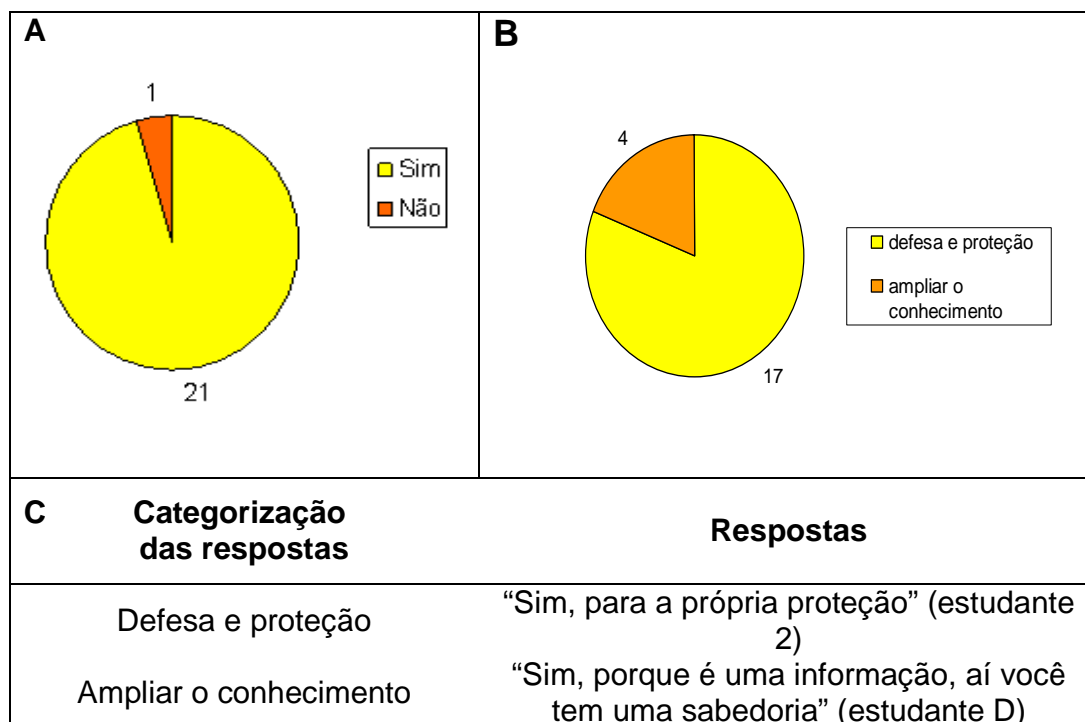 A
1
Sim
Não
21
B
4
defesa e proteção
ampliar o
conhecimento
17
C
Categorização
das respostas
Respostas
Defesa e proteção
“Sim, para a própria proteção” (estudante
2)
Ampliar o conhecimento
“Sim, porque é uma informação, aí você
tem uma sabedoria” (estudante D)